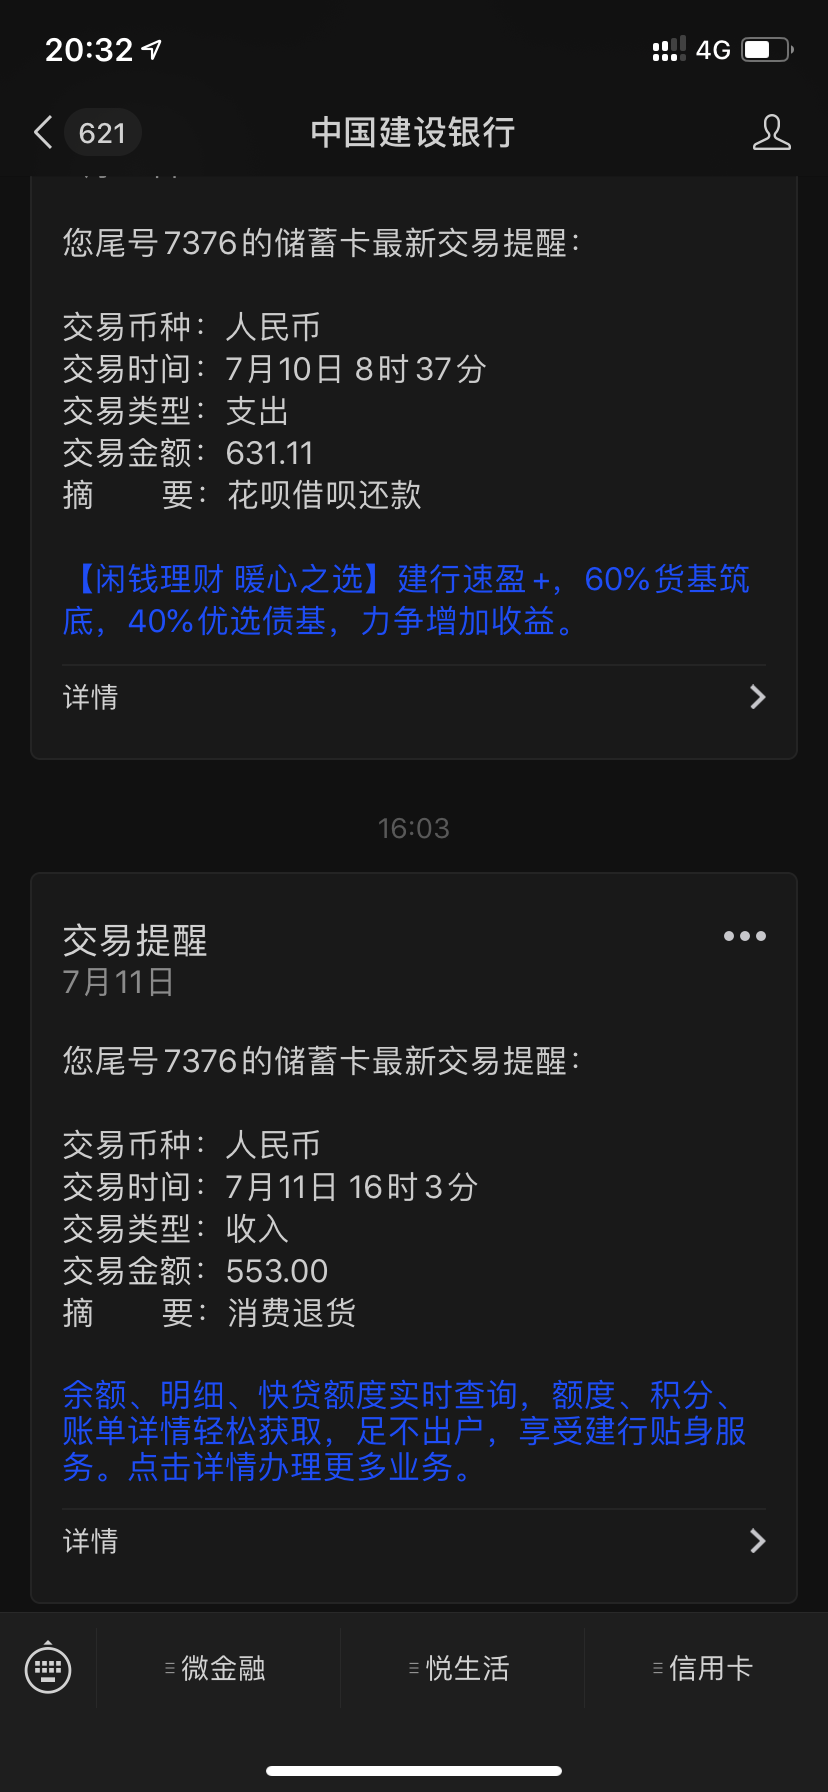 20:32
4G
621
中国建设银行
您尾号7376的储蓄卡最新交易提醒：
交易币种：人民币
交易时间：7月10日 8时37分
交易类型：支出
交易金额：631.11
摘 要：花呗借呗还款
【闲钱理财 暖心之选】建行速盈+，60%货基筑
底，40%优选债基，力争增加收益。
详情
16:03
交易提醒
7月11日
您尾号7376的储蓄卡最新交易提醒：
交易币种：人民币
交易时间：7月11日 16时3分
交易类型：收入
交易金额：553.00
摘 要：消费退货
余额、明细、快贷额度实时查询，额度、积分、
账单详情轻松获取，足不出户，享受建行贴身服
务。点击详情办理更多业务。
详情
微金融
悦生活
信用卡